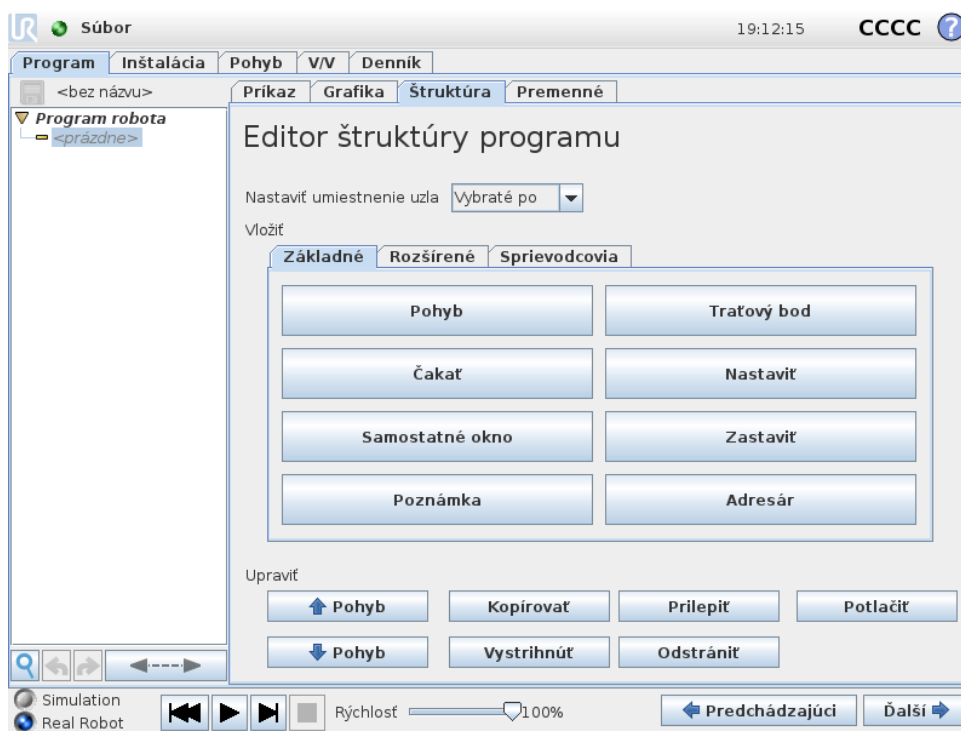 UR Súbor 19:12:15 CCCC ?
Program Inštalácia Pohyb V/V Denník
<bez názvu> Príkaz Grafika Štruktúra Premenné
Program robota
<prázdne>
Editor štruktúry programu
Nastaviť umiestnenie uzla Vybraté po
Vložiť
Základné Rozšírené Sprievodcovia
Pohyb Traťový bod
Čakať Nastaviť
Samostatné okno Zastaviť
Poznámka Adresár
Upraviť
Pohyb Kopírovať Prilepiť Potlačiť
Pohyb Vystrihnúť Odstrániť
Simulation
Real Robot
Rýchlosť 100% Predchádzajúci Ďalší